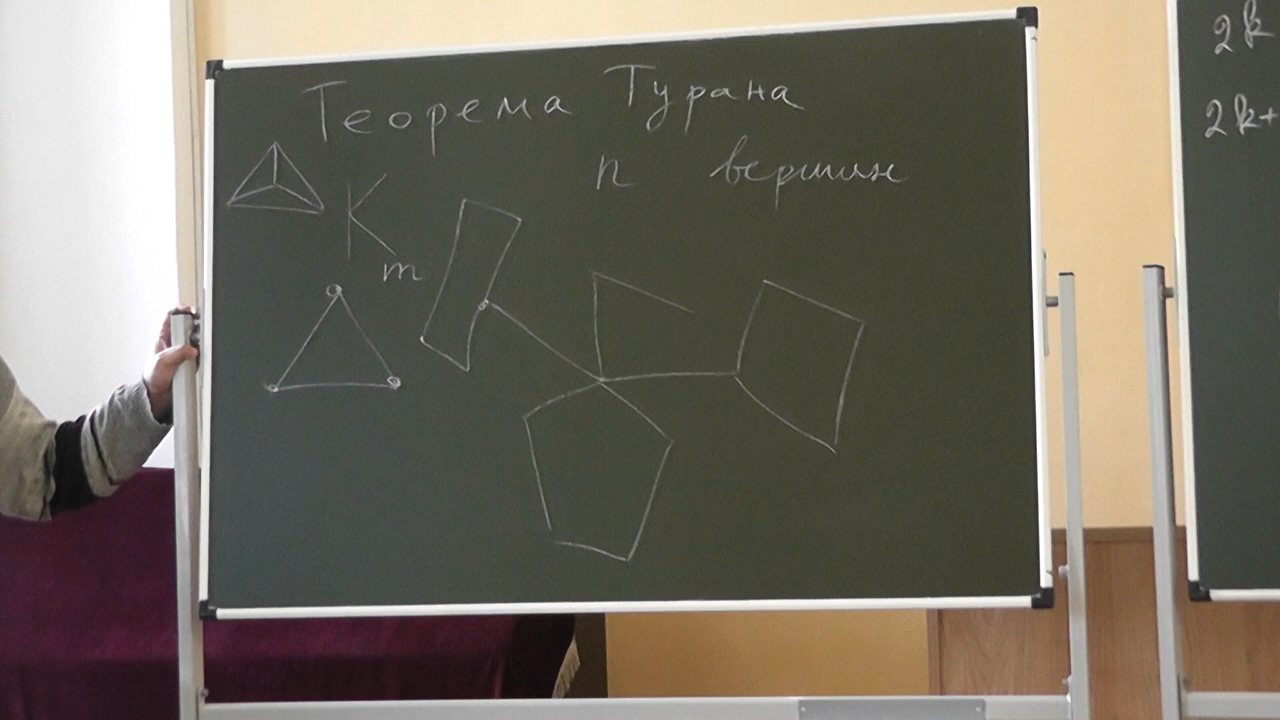 Теорема Турана
n вершин
K m
2k
2k+